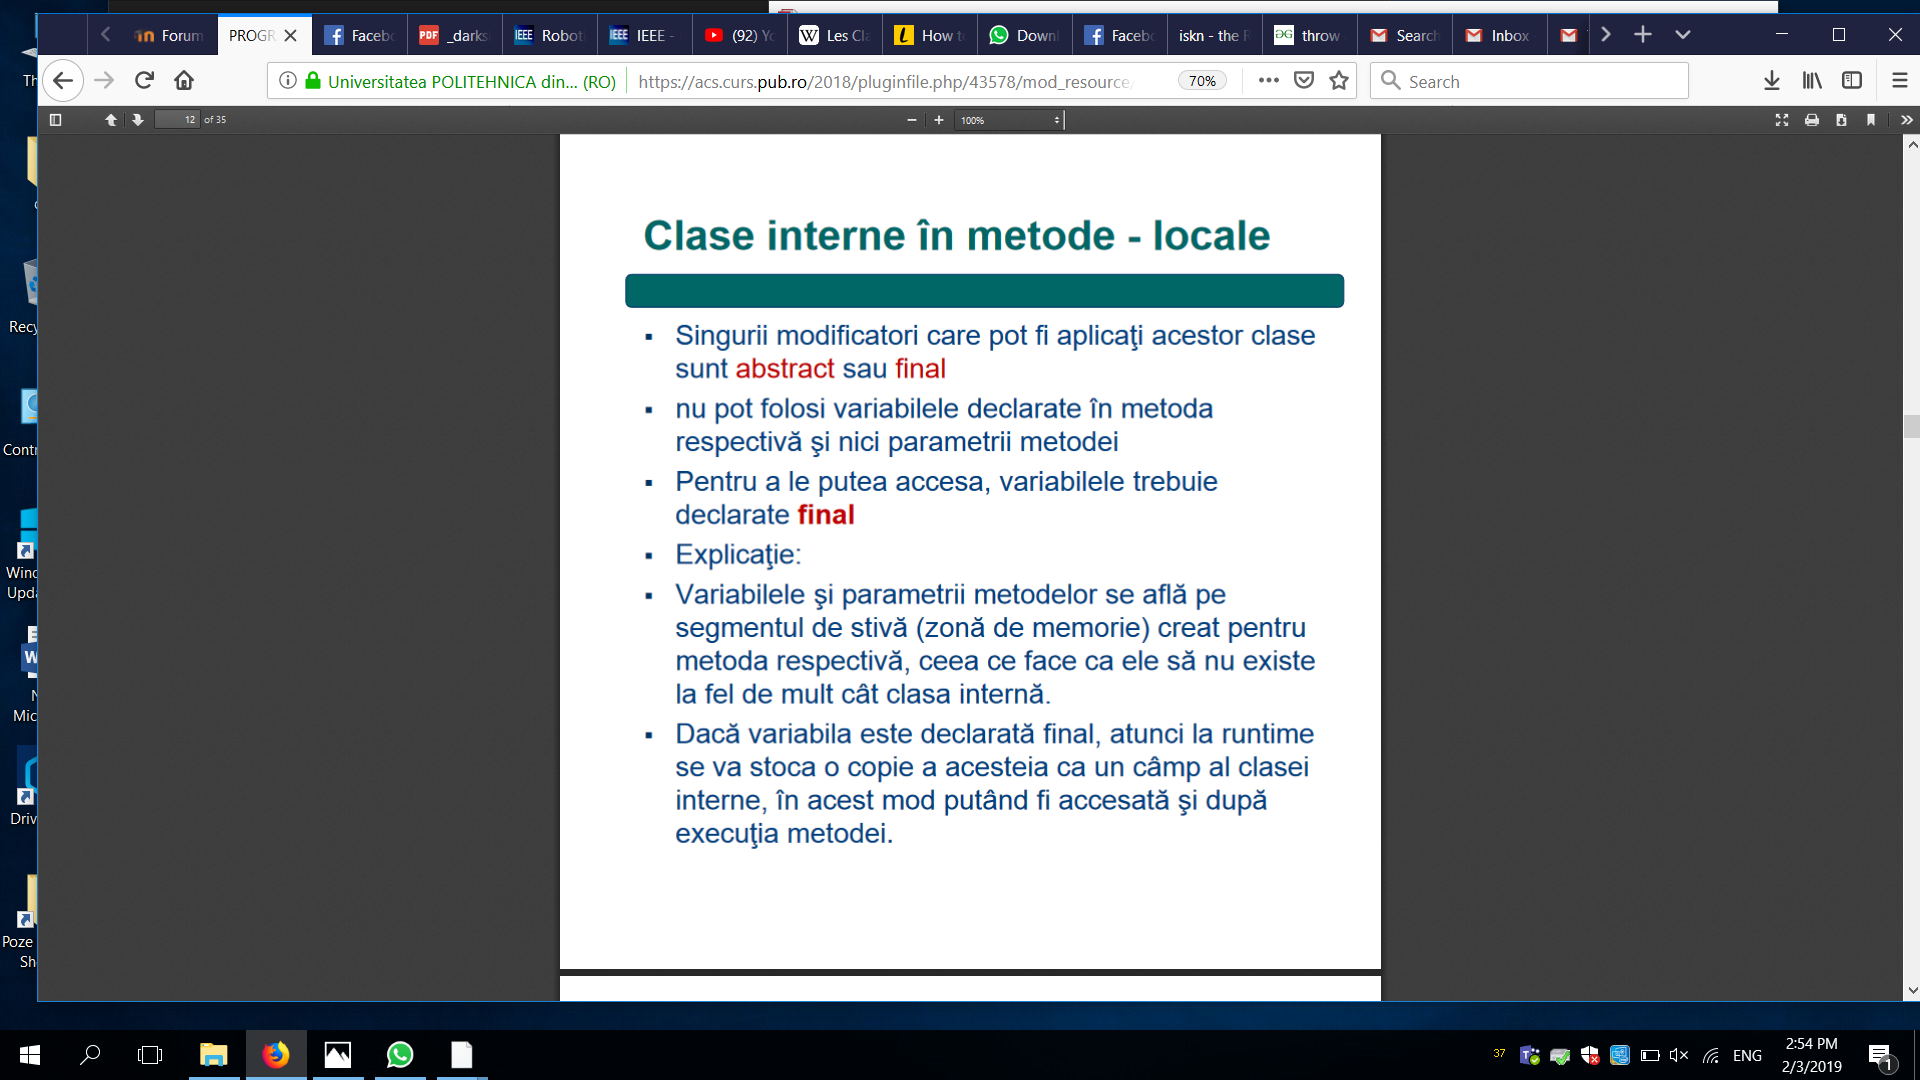 Forum
PROGR
Faceb
_darks
Robot
IEEE -
(92) Yo
Les Cla
How t
Down
Faceb
iskn - the R
throw
Search
Inbox
Universitatea POLITEHNICA din... (RO)
https://acs.curs.pub.ro/2018/pluginfile.php/43578/mod_resource/
70%
Search
12 of 35
100%
Clase interne în metode - locale
▪ Singurii modificatori care pot fi aplicaţi acestor clase
sunt abstract sau final
▪ nu pot folosi variabilele declarate în metoda
respectivă şi nici parametrii metodei
▪ Pentru a le putea accesa, variabilele trebuie
declarate final
▪ Explicaţie:
▪ Variabilele şi parametrii metodelor se află pe
segmentul de stivă (zonă de memorie) creat pentru
metoda respectivă, ceea ce face ca ele să nu existe
la fel de mult cât clasa internă.
▪ Dacă variabila este declarată final, atunci la runtime
se va stoca o copie a acesteia ca un câmp al clasei
interne, în acest mod putând fi accesată şi după
execuţia metodei.
Th
Recy
Contr
Wind
Upda
N
Mic
Driv
Poze
Sh
37
ENG
2:54 PM
2/3/2019
1